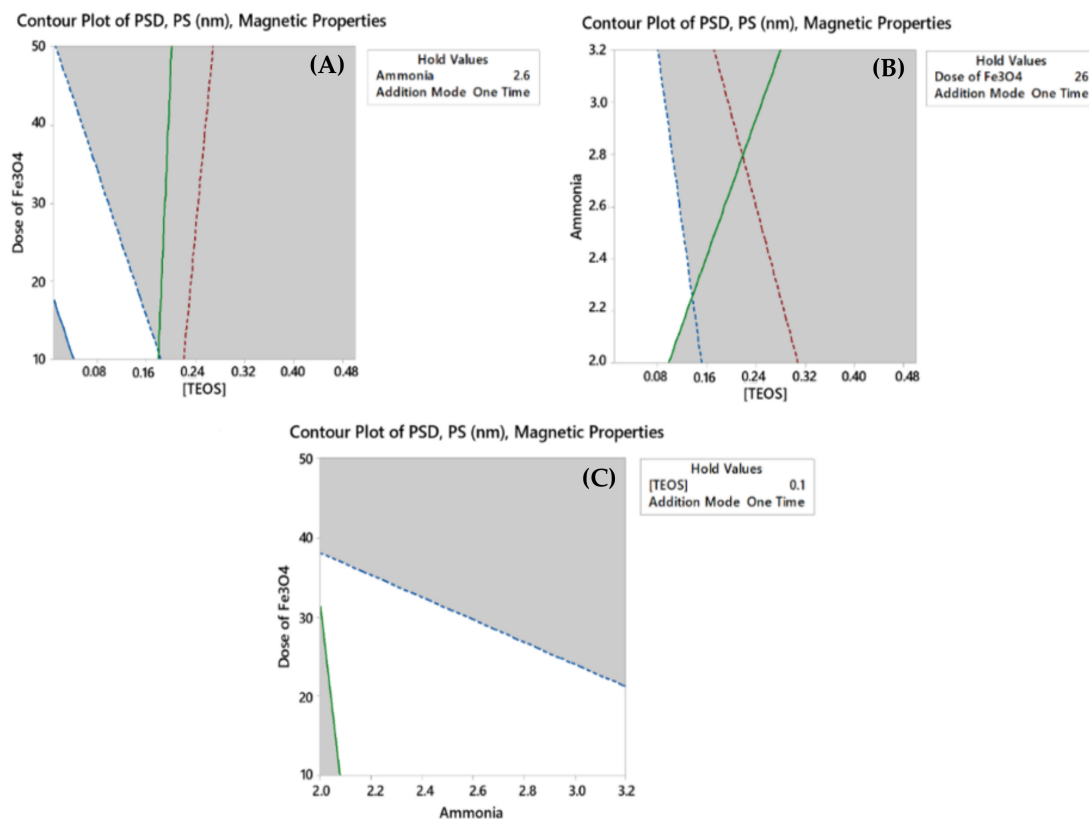 Contour Plot of PSD, PS (nm), Magnetic Properties
(A)
Hold Values
Ammonia 2.6
Addition Mode One Time
50
40
30
20
10
Dose of Fe3O4
0.08 0.16 0.24 0.32 0.40 0.48
[TEOS]
Contour Plot of PSD, PS (nm), Magnetic Properties
(B)
Hold Values
Dose of Fe3O4 26
Addition Mode One Time
3.2
3.0
2.8
2.6
2.4
2.2
2.0
Ammonia
0.08 0.16 0.24 0.32 0.40 0.48
[TEOS]
Contour Plot of PSD, PS (nm), Magnetic Properties
(C)
Hold Values
[TEOS] 0.1
Addition Mode One Time
50
40
30
20
10
Dose of Fe3O4
2.0 2.2 2.4 2.6 2.8 3.0 3.2
Ammonia